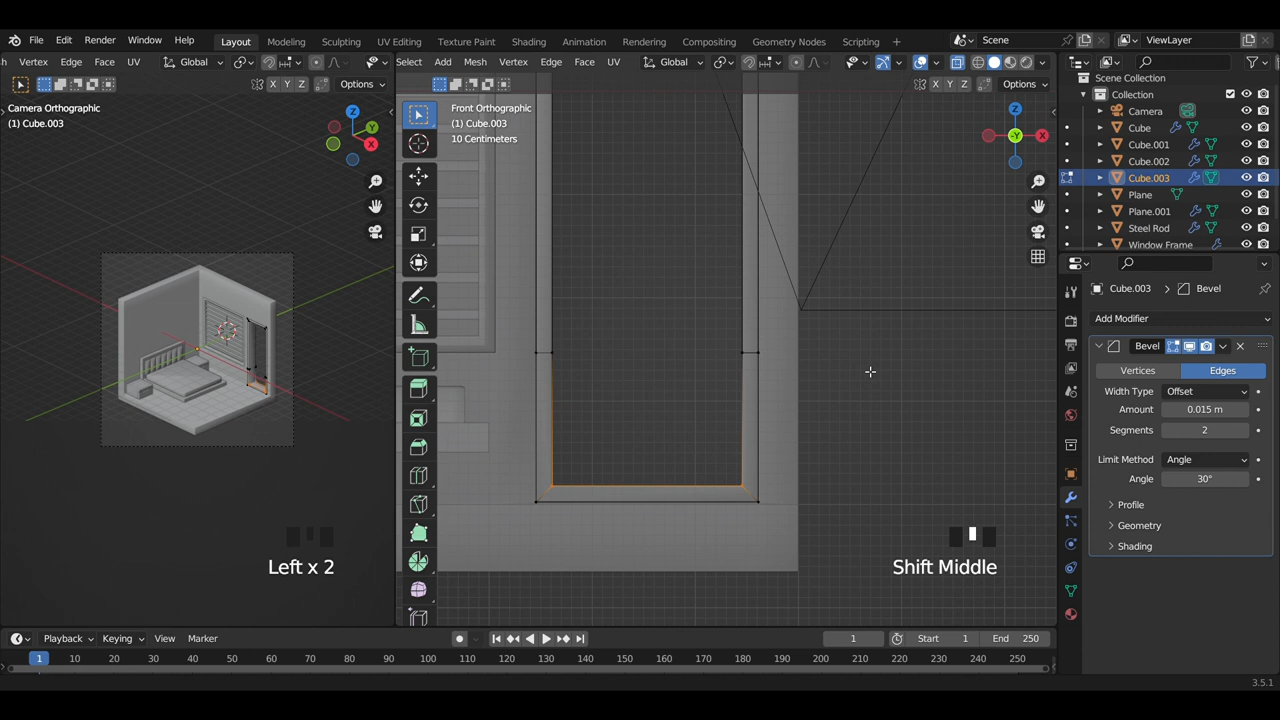 File Edit Render Window Help Layout Modeling Sculpting UV Editing Texture Paint Shading Animation Rendering Compositing Geometry Nodes Scripting + Scene ViewLayer
Vertex Edge Face UV Global X Y Z Options
Select Add Mesh Vertex Edge Face UV Global X Y Z Options
Camera Orthographic
(1) Cube.003
Z
Y
X
Front Orthographic
(1) Cube.003
10 Centimeters
Z
-Y
X
Left x 2
Shift Middle
Scene Collection
Collection
Camera
Cube
Cube.001
Cube.002
Cube.003
Plane
Plane.001
Steel Rod
Window Frame
Cube.003 > Bevel
Add Modifier
Bevel
Vertices Edges
Width Type Offset
Amount 0.015 m
Segments 2
Limit Method Angle
Angle 30°
Profile
Geometry
Shading
Playback Keying View Marker 1 Start 1 End 250
1 10 20 30 40 50 60 70 80 90 100 110 120 130 140 150 160 170 180 190 200 210 220 230 240 250
3.5.1